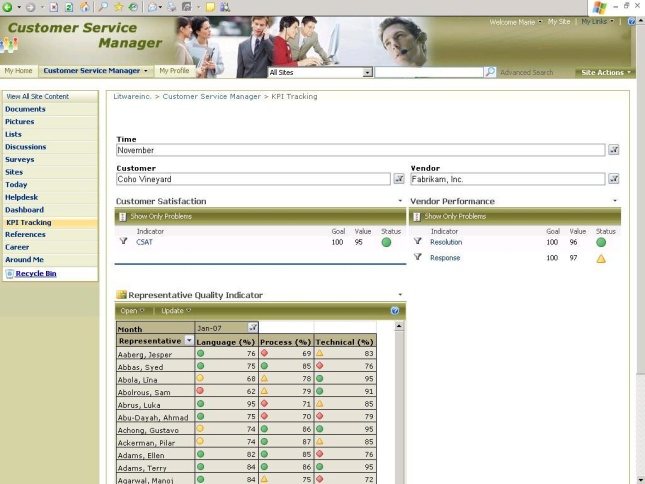 Customer Service
Manager
Welcome Marie
My Site
My Links
My Home
Customer Service Manager
My Profile
All Sites
Advanced Search
Site Actions
View All Site Content
Documents
Pictures
Lists
Discussions
Surveys
Sites
Today
Helpdesk
Dashboard
KPI Tracking
References
Career
Around Me
Recycle Bin
Litwareinc. > Customer Service Manager > KPI Tracking
Time
November
Customer
Coho Vineyard
Vendor
Fabrikam, Inc.
Customer Satisfaction
Show Only Problems
Indicator Goal Value Status
CSAT 100 95
Vendor Performance
Show Only Problems
Indicator Goal Value Status
Resolution 100 96
Response 100 97
Representative Quality Indicator
Open Update
Month Jan-07
Representative Language (%) Process (%) Technical (%)
Aaberg, Jesper 76 69 83
Abbas, Syed 75 85 76
Abola, Lina 68 78 95
Abolrous, Sam 62 79 91
Abrus, Luka 95 71 85
Abu-Dayah, Ahmad 75 70 79
Achong, Gustavo 74 86 95
Ackerman, Pilar 74 87 85
Adams, Ellen 82 85 76
Adams, Terry 84 86 95
Agarwal, Manoj 84 75 72